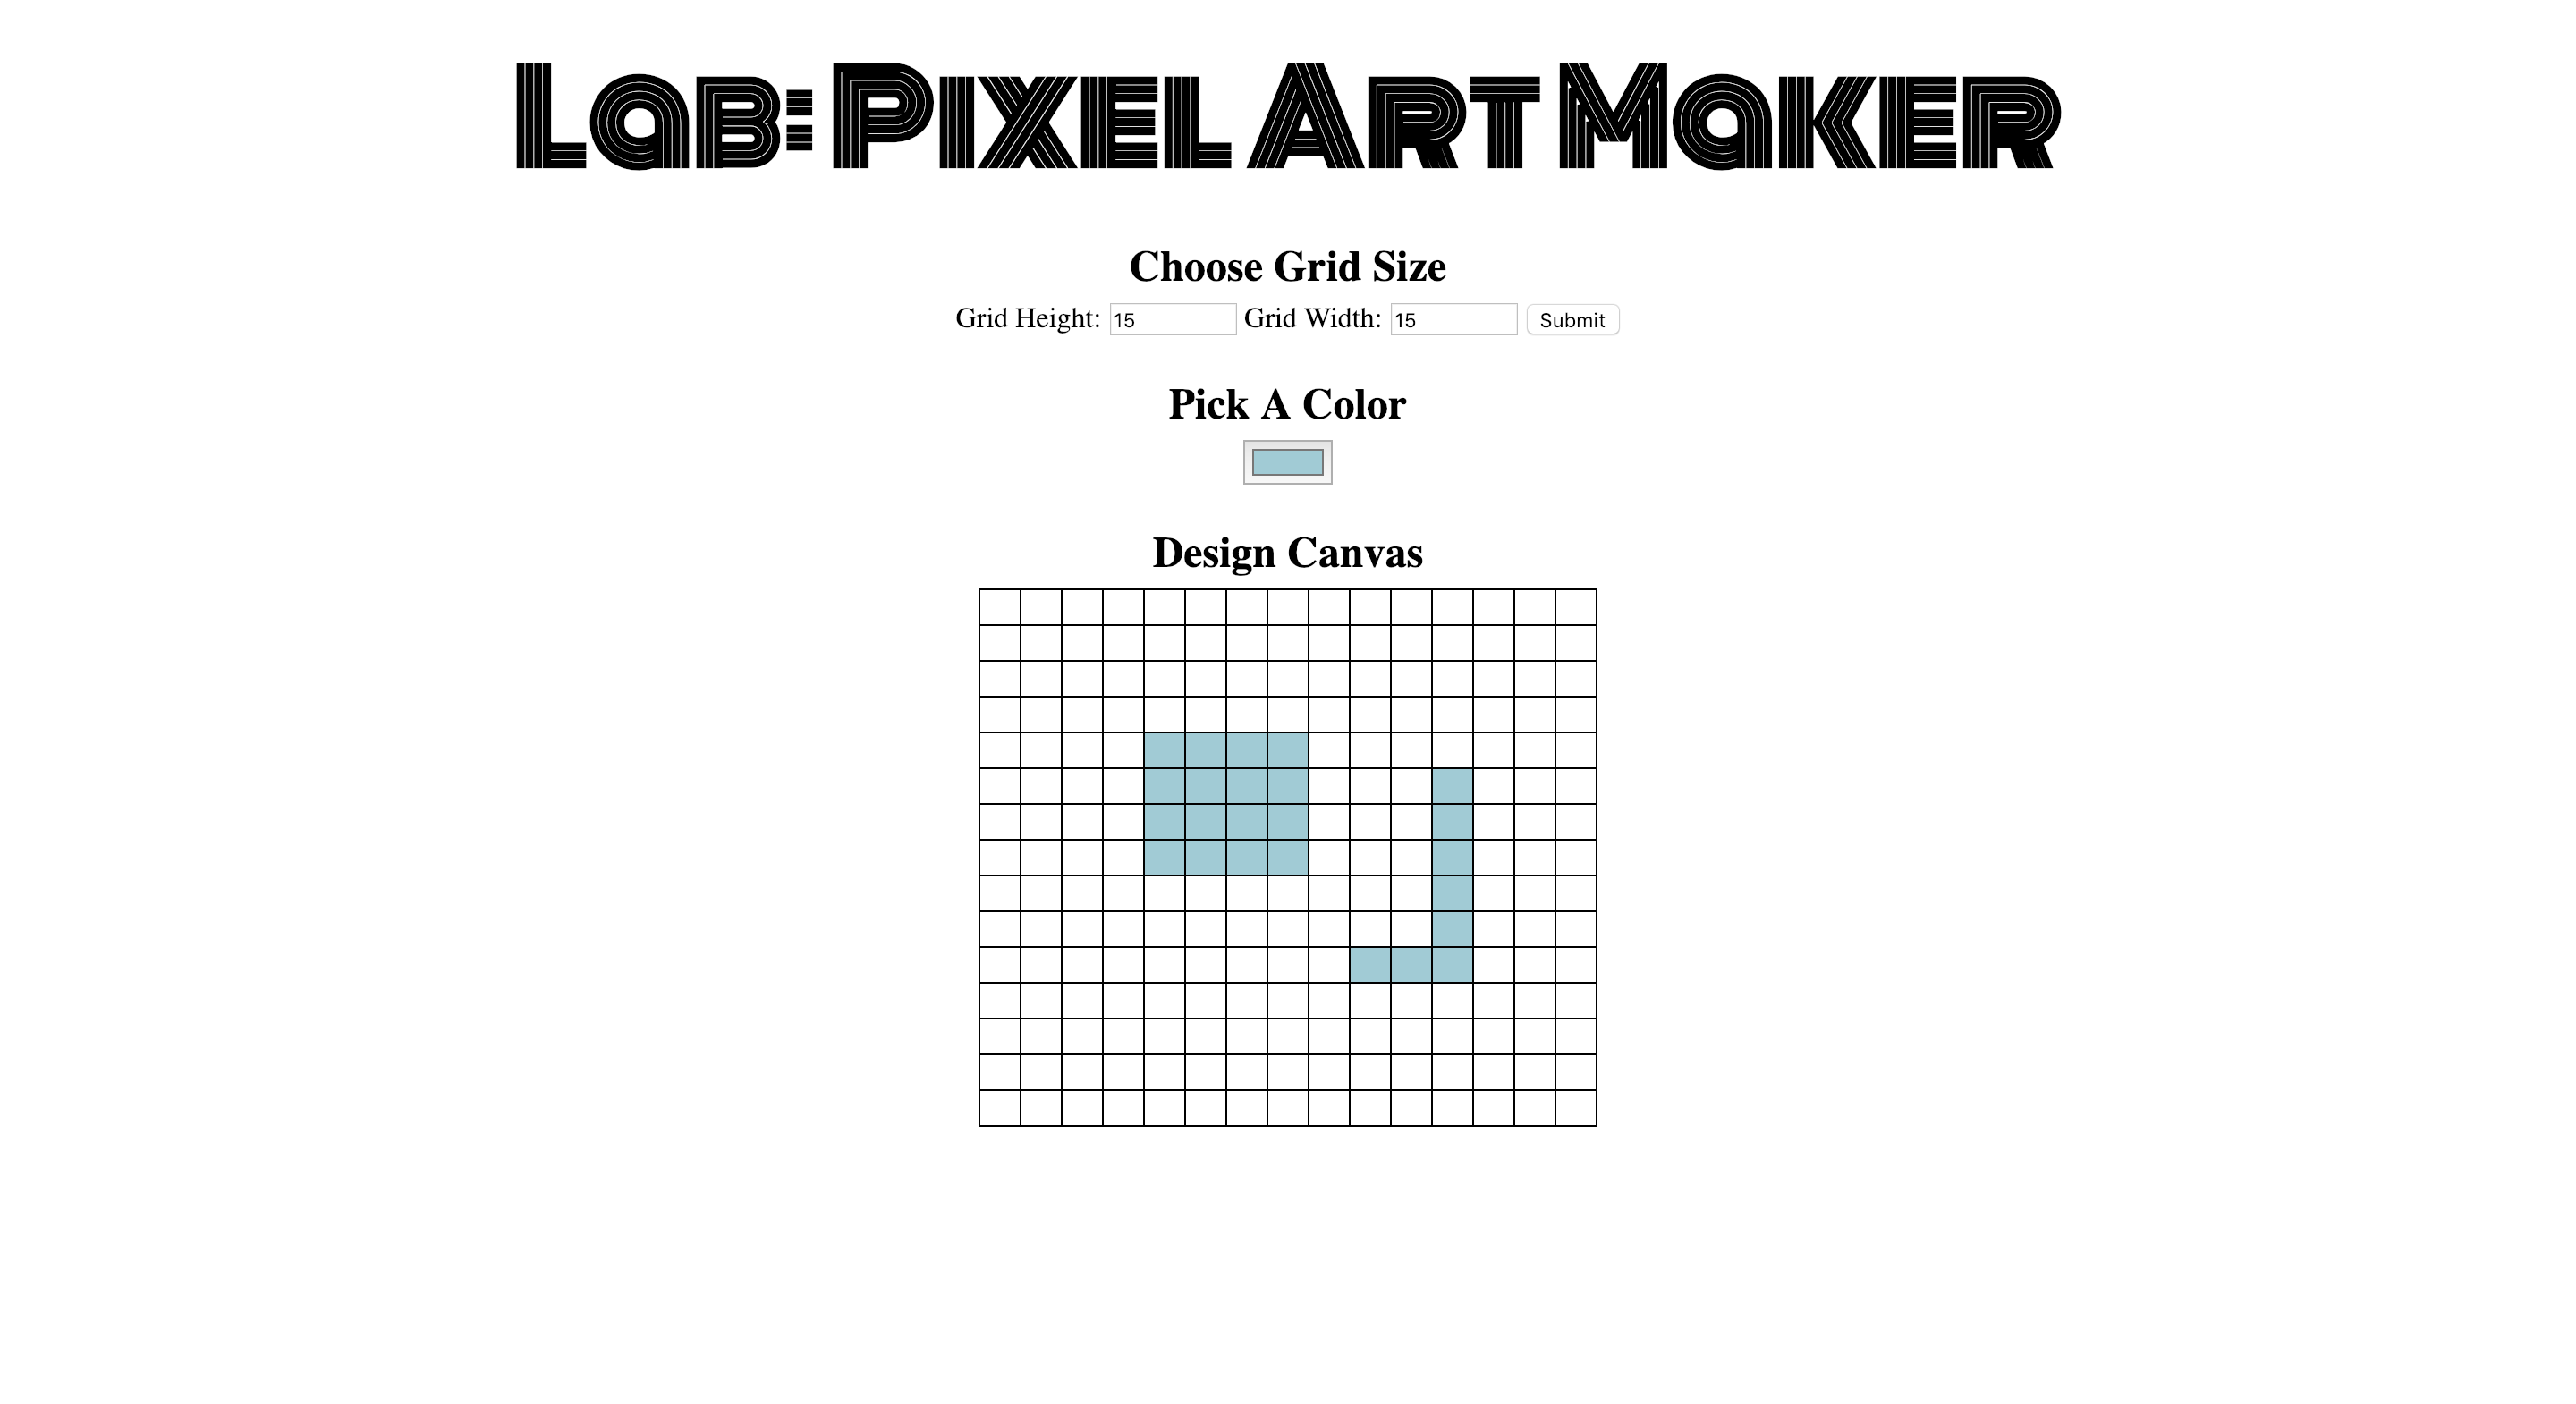 Lab: Pixel Art Maker
Choose Grid Size
Grid Height: 15 Grid Width: 15 Submit
Pick A Color
Design Canvas